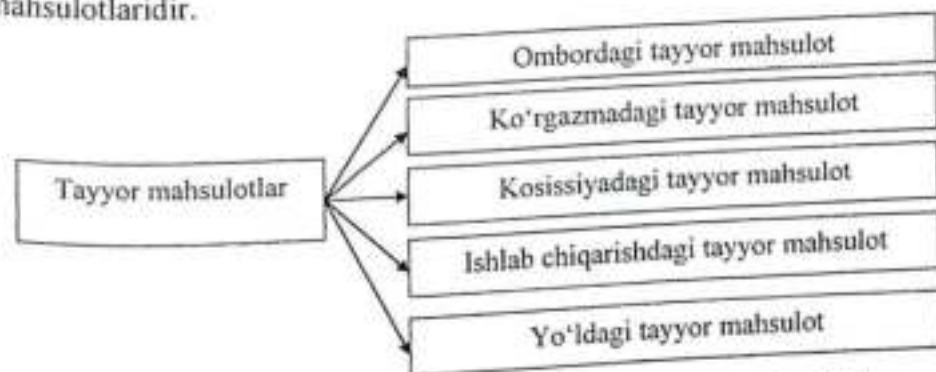 mahsulotlaridir.
Ombordagi tayyor mahsulot
Ko‘rgazmadagi tayyor mahsulot
Tayyor mahsulotlar
Kosissiyadagi tayyor mahsulot
Ishlab chiqarishdagi tayyor mahsulot
Yo‘ldagi tayyor mahsulot